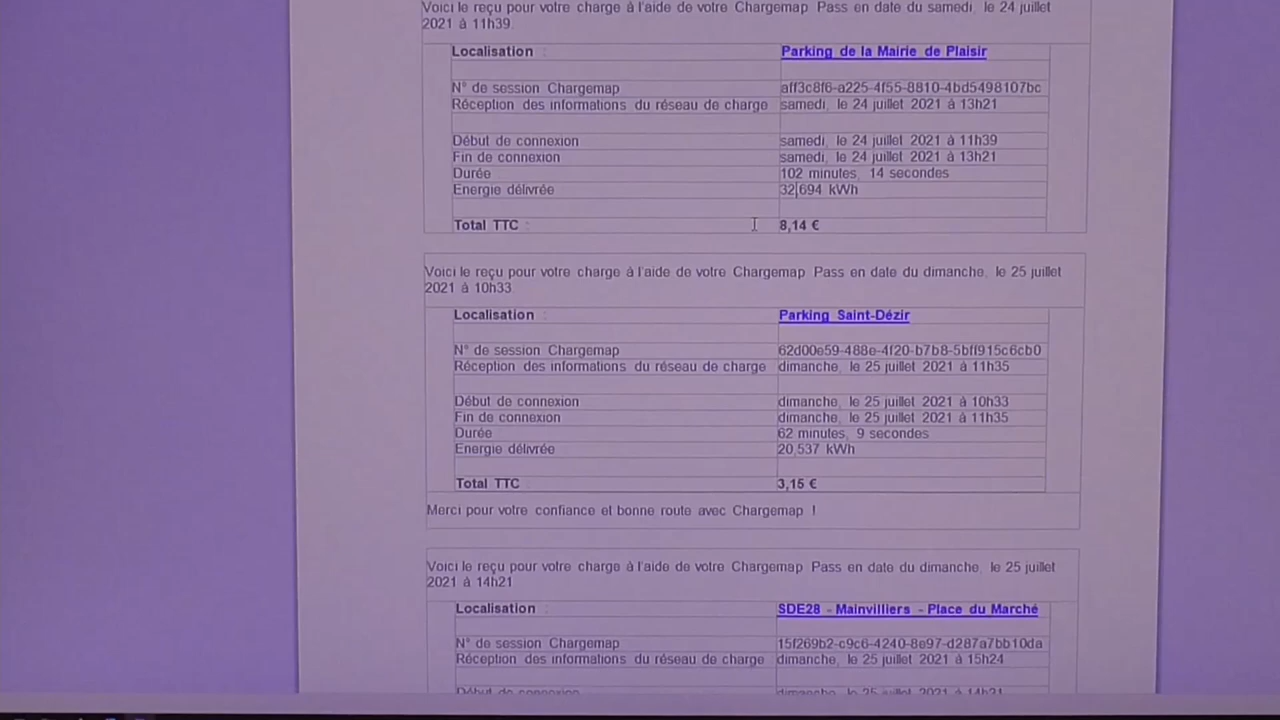 Voici le reçu pour votre charge à l'aide de votre Chargemap Pass en date du samedi, le 24 juillet
2021 à 11h39.
Localisation : Parking de la Mairie de Plaisir
N° de session Chargemap aff3c8f6-a225-4f55-8810-4bd5498107bc
Réception des informations du réseau de charge samedi, le 24 juillet 2021 à 13h21
Début de connexion samedi, le 24 juillet 2021 à 11h39
Fin de connexion samedi, le 24 juillet 2021 à 13h21
Durée 102 minutes, 14 secondes
Energie délivrée 32,694 kWh
Total TTC : 8,14 €
Voici le reçu pour votre charge à l'aide de votre Chargemap Pass en date du dimanche, le 25 juillet
2021 à 10h33.
Localisation : Parking Saint-Dézir
N° de session Chargemap 62d00e59-488e-4f20-b7b8-5bff915c6cb0
Réception des informations du réseau de charge dimanche, le 25 juillet 2021 à 11h35
Début de connexion dimanche, le 25 juillet 2021 à 10h33
Fin de connexion dimanche, le 25 juillet 2021 à 11h35
Durée 62 minutes, 9 secondes
Energie délivrée 20,537 kWh
Total TTC : 3,15 €
Merci pour votre confiance et bonne route avec Chargemap !
Voici le reçu pour votre charge à l'aide de votre Chargemap Pass en date du dimanche, le 25 juillet
2021 à 14h21
Localisation : SDE28 - Mainvilliers - Place du Marché
N° de session Chargemap 15f269b2-c9c6-4240-8e97-d287a7bb10da
Réception des informations du réseau de charge dimanche, le 25 juillet 2021 à 15h24
Début de connexion dimanche, le 25 juillet 2021 à 14h21